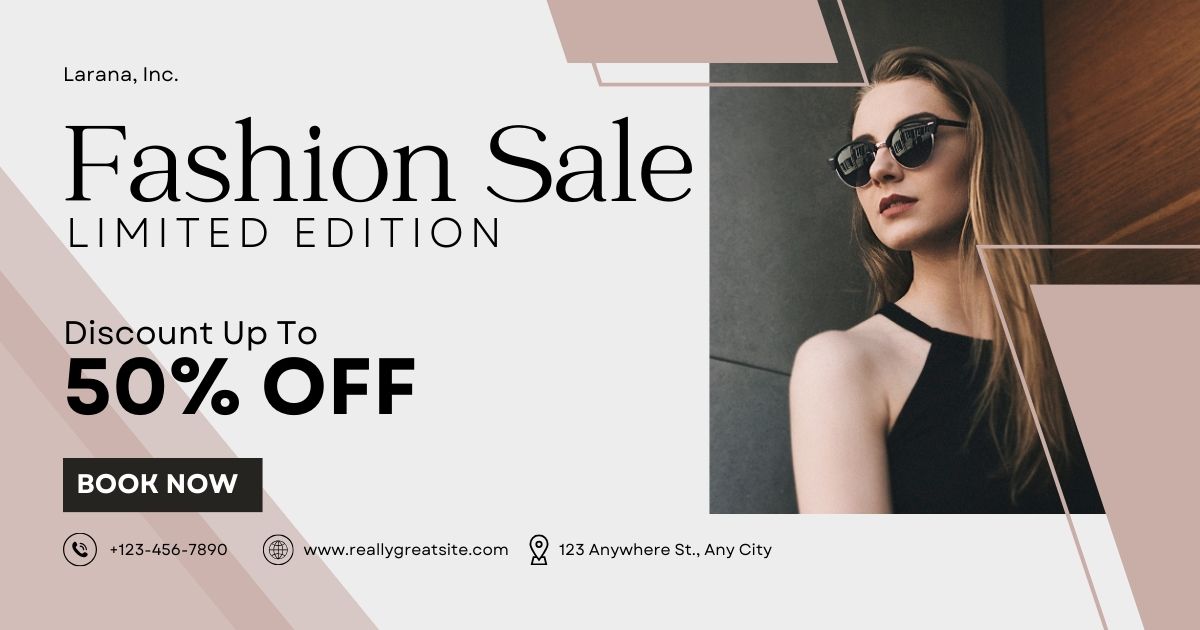 Larana, Inc.
Fashion Sale
LIMITED EDITION
Discount Up To
50% OFF
BOOK NOW
+123-456-7890
www.reallygreatsite.com
123 Anywhere St., Any City